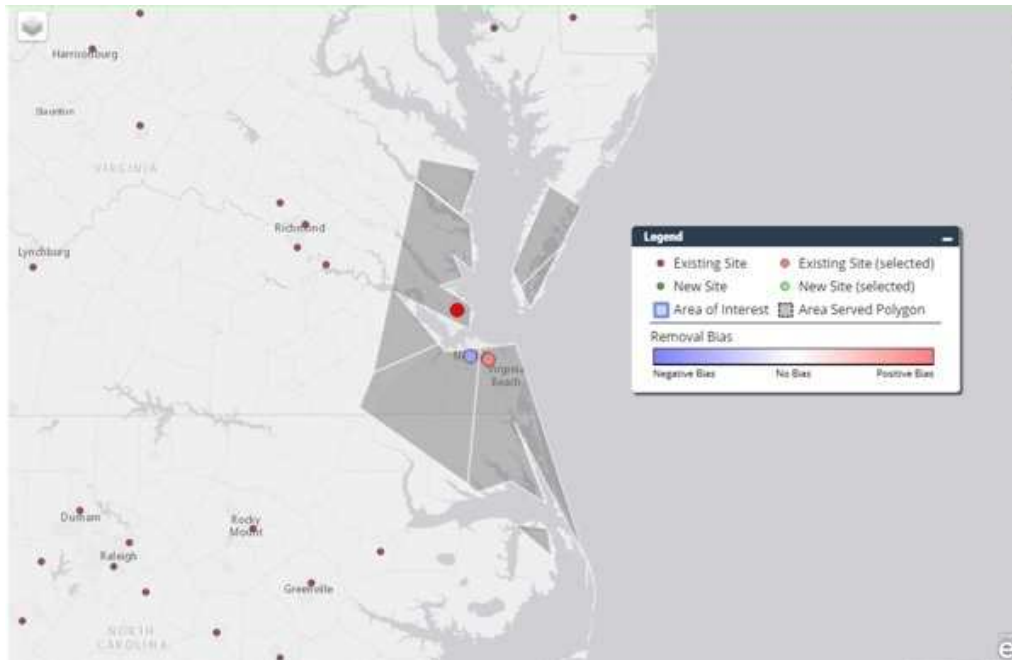 Harrisonburg
Staunton
VIRGINIA
Richmond
Lynchburg
Virginia
Beach
Durham
Rocky
Mount
Raleigh
Greenville
NORTH
CAROLINA
Legend
Existing Site
Existing Site (selected)
New Site
New Site (selected)
Area of Interest
Area Served Polygon
Removal Bias
Negative Bias
No Bias
Positive Bias
e